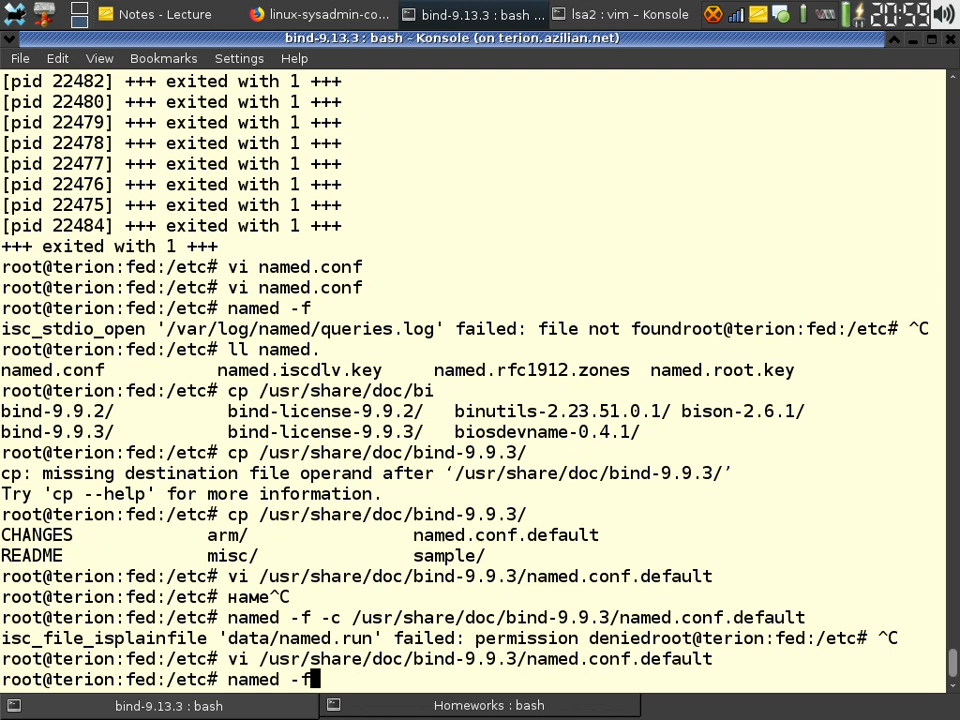 Notes - Lecture
linux-sysadmin-co...
bind-9.13.3 : bash ...
lsa2 : vim – Konsole
20:59
bind-9.13.3 : bash – Konsole (on terion.azilian.net)
File Edit View Bookmarks Settings Help
[pid 22482] +++ exited with 1 +++
[pid 22480] +++ exited with 1 +++
[pid 22479] +++ exited with 1 +++
[pid 22478] +++ exited with 1 +++
[pid 22477] +++ exited with 1 +++
[pid 22476] +++ exited with 1 +++
[pid 22475] +++ exited with 1 +++
[pid 22484] +++ exited with 1 +++
+++ exited with 1 +++
root@terion:fed:/etc# vi named.conf
root@terion:fed:/etc# vi named.conf
root@terion:fed:/etc# named -f
isc_stdio_open '/var/log/named/queries.log' failed: file not foundroot@terion:fed:/etc# ^C
root@terion:fed:/etc# ll named.
named.conf named.iscdlv.key named.rfc1912.zones named.root.key
root@terion:fed:/etc# cp /usr/share/doc/bi
bind-9.9.2/ bind-license-9.9.2/ binutils-2.23.51.0.1/ bison-2.6.1/
bind-9.9.3/ bind-license-9.9.3/ biosdevname-0.4.1/
root@terion:fed:/etc# cp /usr/share/doc/bind-9.9.3/
cp: missing destination file operand after ‘/usr/share/doc/bind-9.9.3/’
Try 'cp --help' for more information.
root@terion:fed:/etc# cp /usr/share/doc/bind-9.9.3/
CHANGES arm/ named.conf.default
README misc/ sample/
root@terion:fed:/etc# vi /usr/share/doc/bind-9.9.3/named.conf.default
root@terion:fed:/etc# наме^C
root@terion:fed:/etc# named -f -c /usr/share/doc/bind-9.9.3/named.conf.default
isc_file_isplainfile 'data/named.run' failed: permission deniedroot@terion:fed:/etc# ^C
root@terion:fed:/etc# vi /usr/share/doc/bind-9.9.3/named.conf.default
root@terion:fed:/etc# named -f
bind-9.13.3 : bash
Homeworks : bash